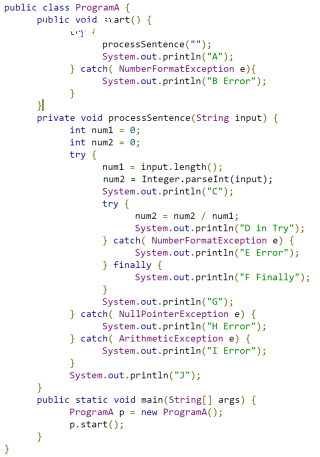 public class ProgramA {
public void start() {
try {
processSentence("");
System.out.println("A");
} catch( NumberFormatException e){
System.out.println("B Error");
}
}
private void processSentence(String input) {
int num1 = 0;
int num2 = 0;
try {
num1 = input.length();
num2 = Integer.parseInt(input);
System.out.println("C");
try {
num2 = num2 / num1;
System.out.println("D in Try");
} catch( NumberFormatException e) {
System.out.println("E Error");
} finally {
System.out.println("F Finally");
}
System.out.println("G");
} catch( NullPointerException e) {
System.out.println("H Error");
} catch( ArithmeticException e) {
System.out.println("I Error");
}
System.out.println("J");
}
public static void main(String[] args) {
ProgramA p = new ProgramA();
p.start();
}
}